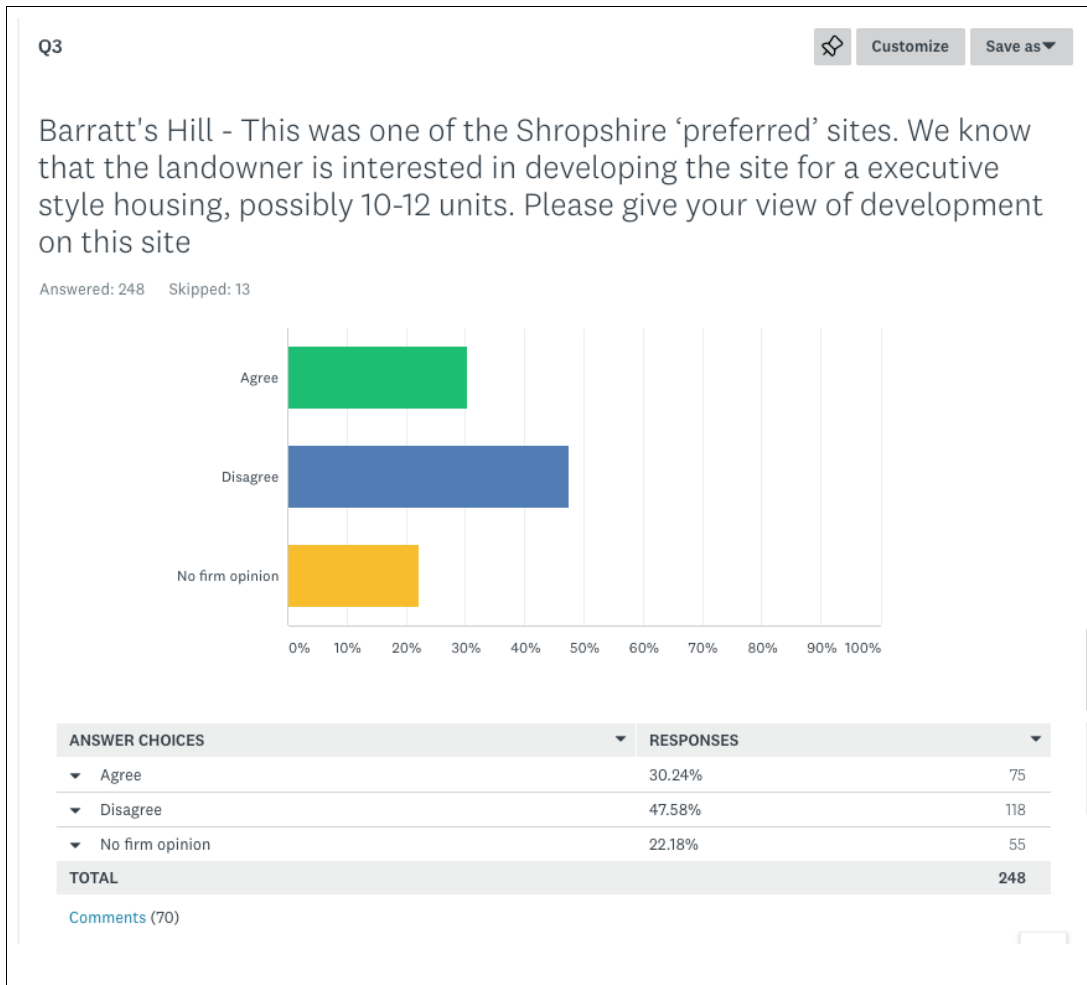 Q3
Customize
Save as
Barratt's Hill - This was one of the Shropshire ‘preferred’ sites. We know
that the landowner is interested in developing the site for a executive
style housing, possibly 10-12 units. Please give your view of development
on this site
Answered: 248 Skipped: 13
Agree
Disagree
No firm opinion
0% 10% 20% 30% 40% 50% 60% 70% 80% 90% 100%
ANSWER CHOICES RESPONSES
Agree 30.24% 75
Disagree 47.58% 118
No firm opinion 22.18% 55
TOTAL 248
Comments (70)